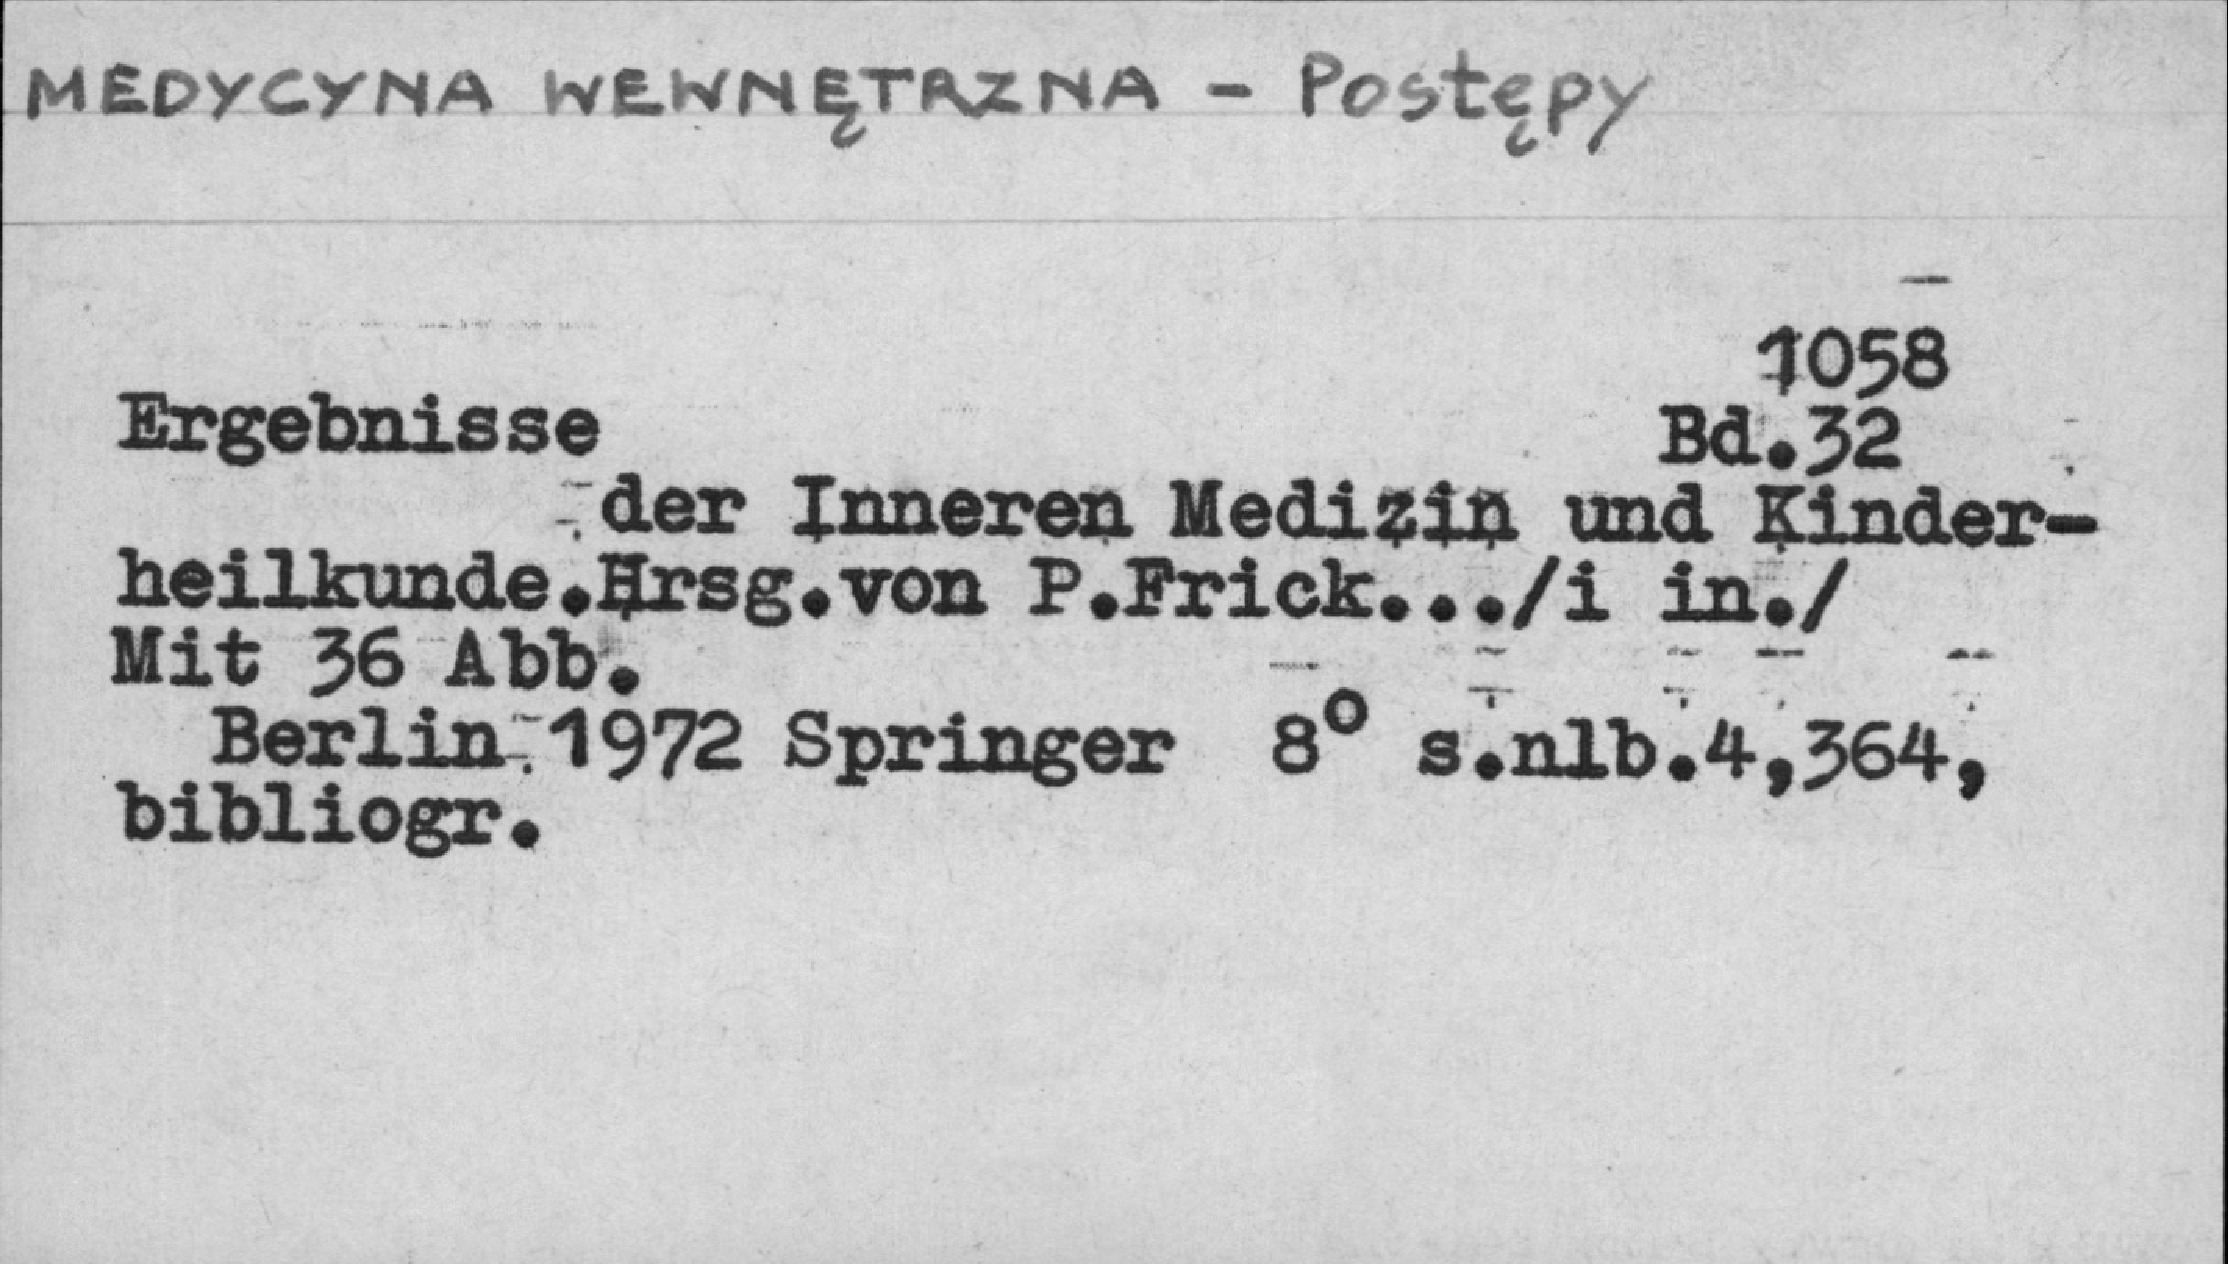 MEDYCYNA WEWNĘTRZNA - Postępy
1058
Ergebnisse Bd.32
der Inneren Medizin und Kinder-
heilkunde.Hrsg.von P.Frick.../i in./
Mit 36 Abb.
Berlin 1972 Springer 8° s.nlb.4,364,
bibliogr.